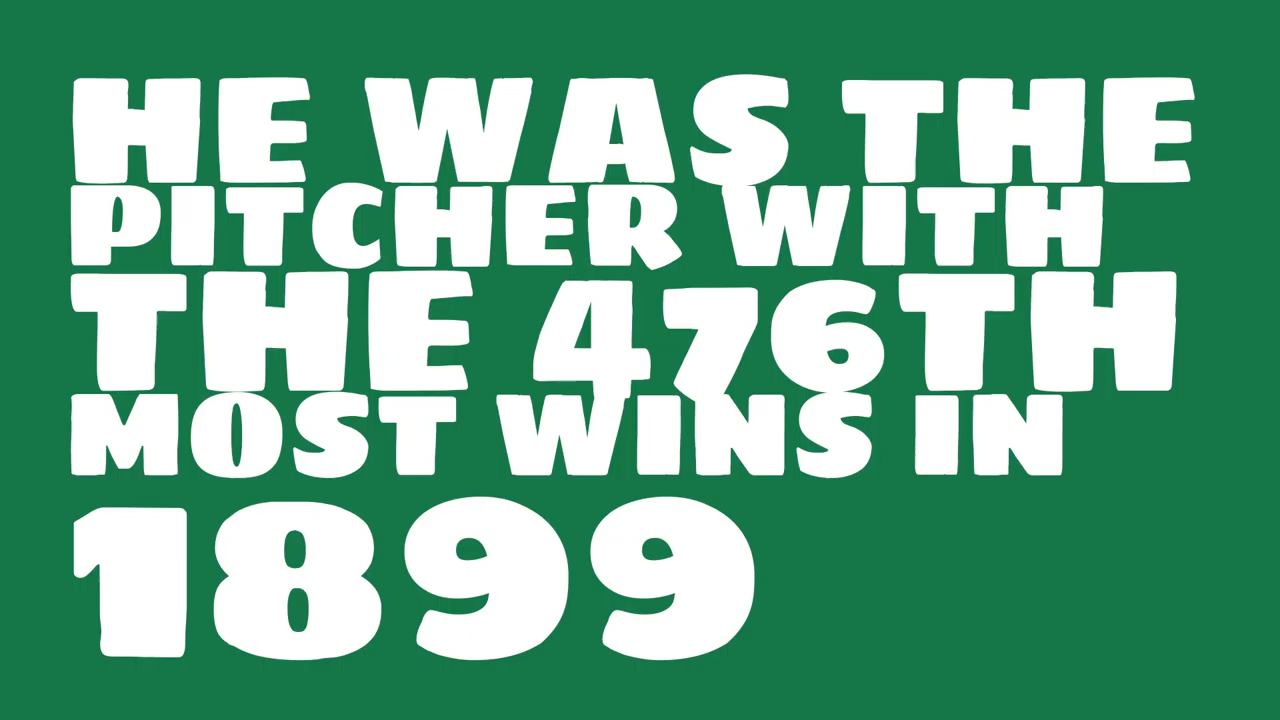 HE WAS THE
PITCHER WITH
THE 476TH
MOST WINS IN
1899